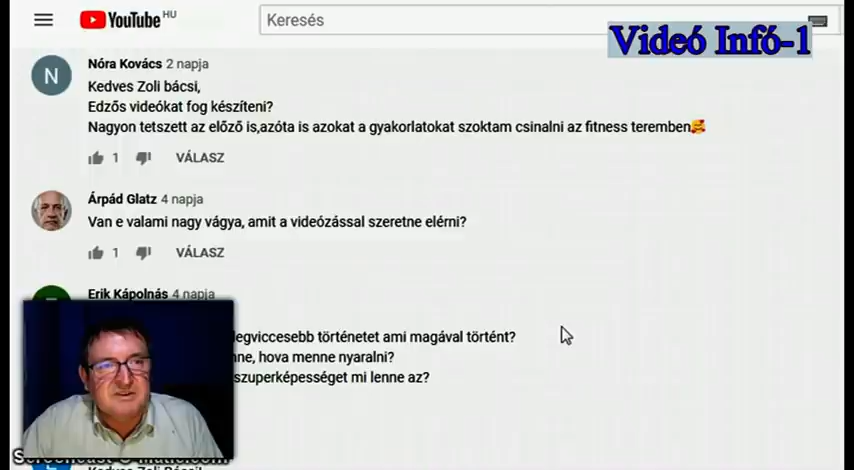 YouTube HU
Keresés
Videó Infó-1
N
Nóra Kovács 2 napja
Kedves Zoli bácsi,
Edzős videókat fog készíteni?
Nagyon tetszett az előző is,azóta is azokat a gyakorlatokat szoktam csinalni az fitness teremben🥰
1 VÁLASZ
Árpád Glatz 4 napja
Van e valami nagy vágya, amit a videózással szeretne elérni?
1 VÁLASZ
Erik Kápolnás 4 napja
legviccesebb történetet ami magával történt?
hova menne nyaralni?
szuperképességet mi lenne az?
Kedves Zoli Bácsi!